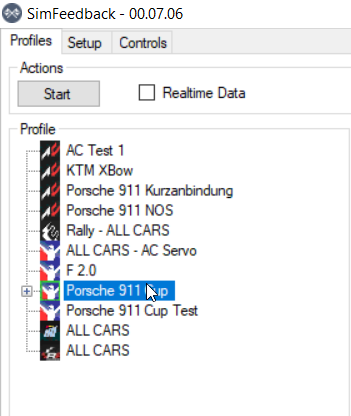 SimFeedback - 00.07.06
Profiles Setup Controls
Actions
Start Realtime Data
Profile
AC Test 1
KTM XBow
Porsche 911 Kurzanbindung
Porsche 911 NOS
Rally - ALL CARS
ALL CARS - AC Servo
F 2.0
Porsche 911 Cup
Porsche 911 Cup Test
ALL CARS
ALL CARS